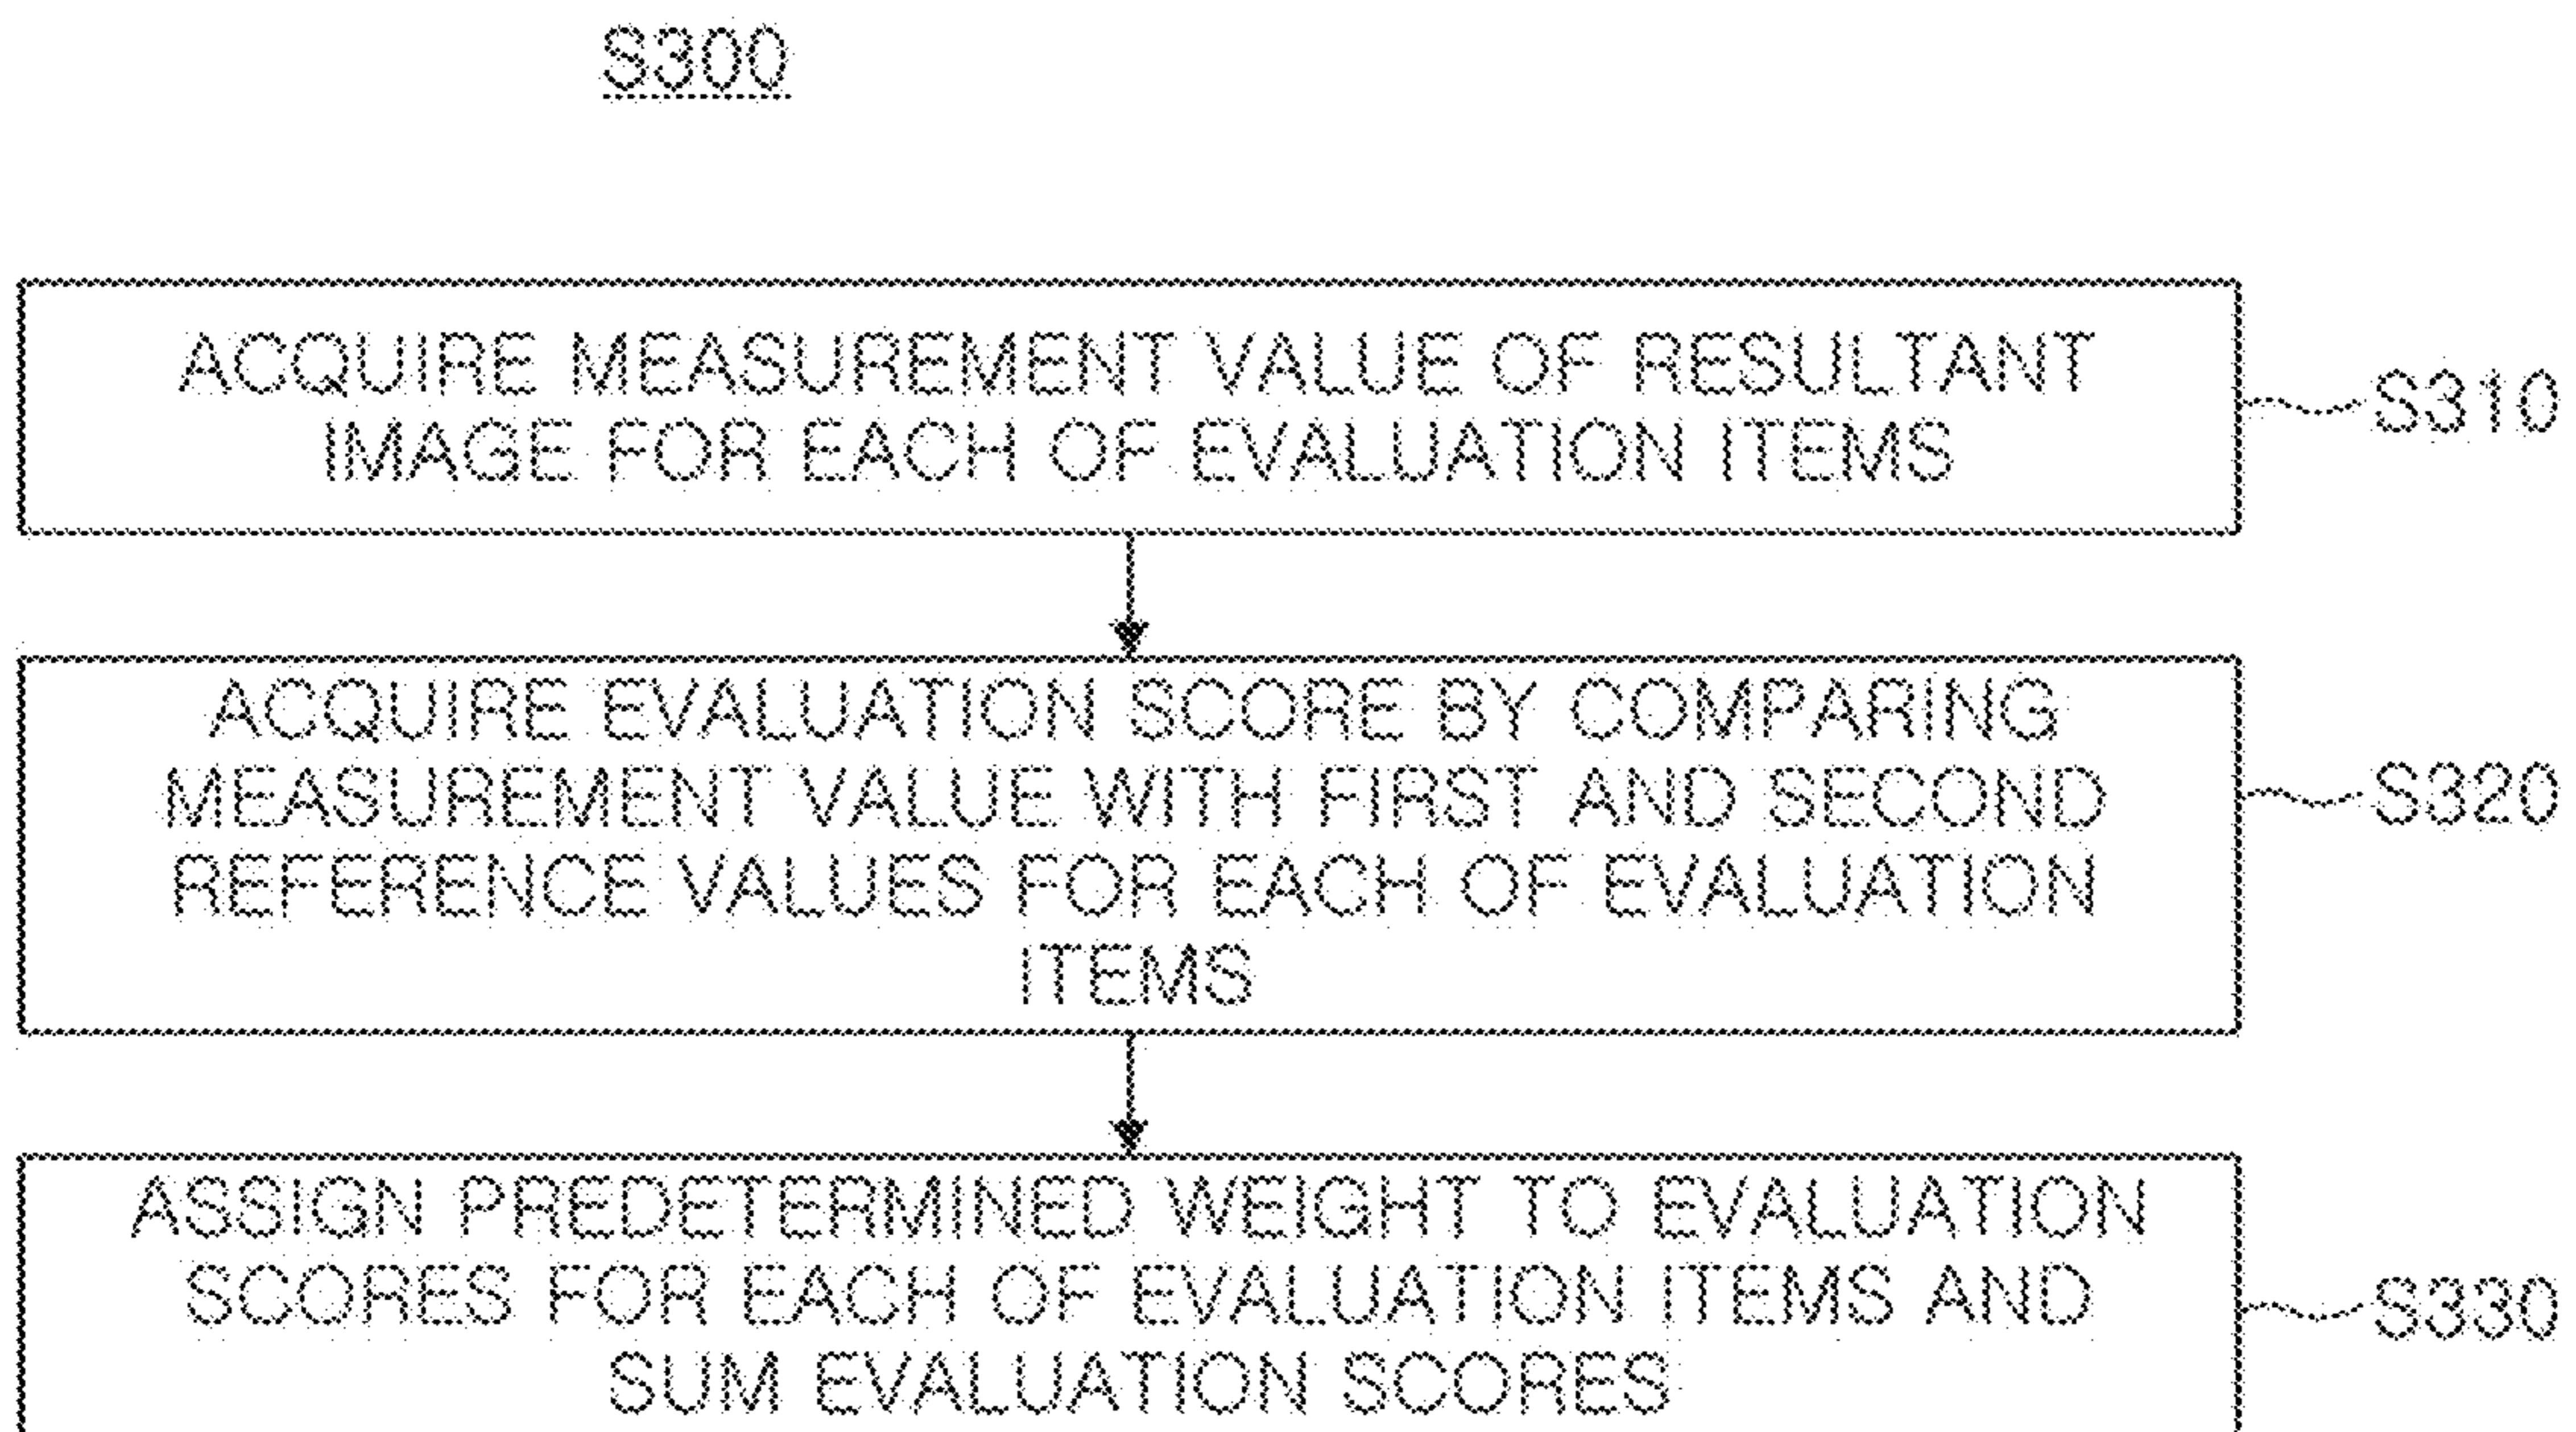 S300
ACQUIRE MEASUREMENT VALUE OF RESULTANT
IMAGE FOR EACH OF EVALUATION ITEMS
S310
ACQUIRE EVALUATION SCORE BY COMPARING
MEASUREMENT VALUE WITH FIRST AND SECOND
REFERENCE VALUES FOR EACH OF EVALUATION
ITEMS
S320
ASSIGN PREDETERMINED WEIGHT TO EVALUATION
SCORES FOR EACH OF EVALUATION ITEMS AND
SUM EVALUATION SCORES
S330